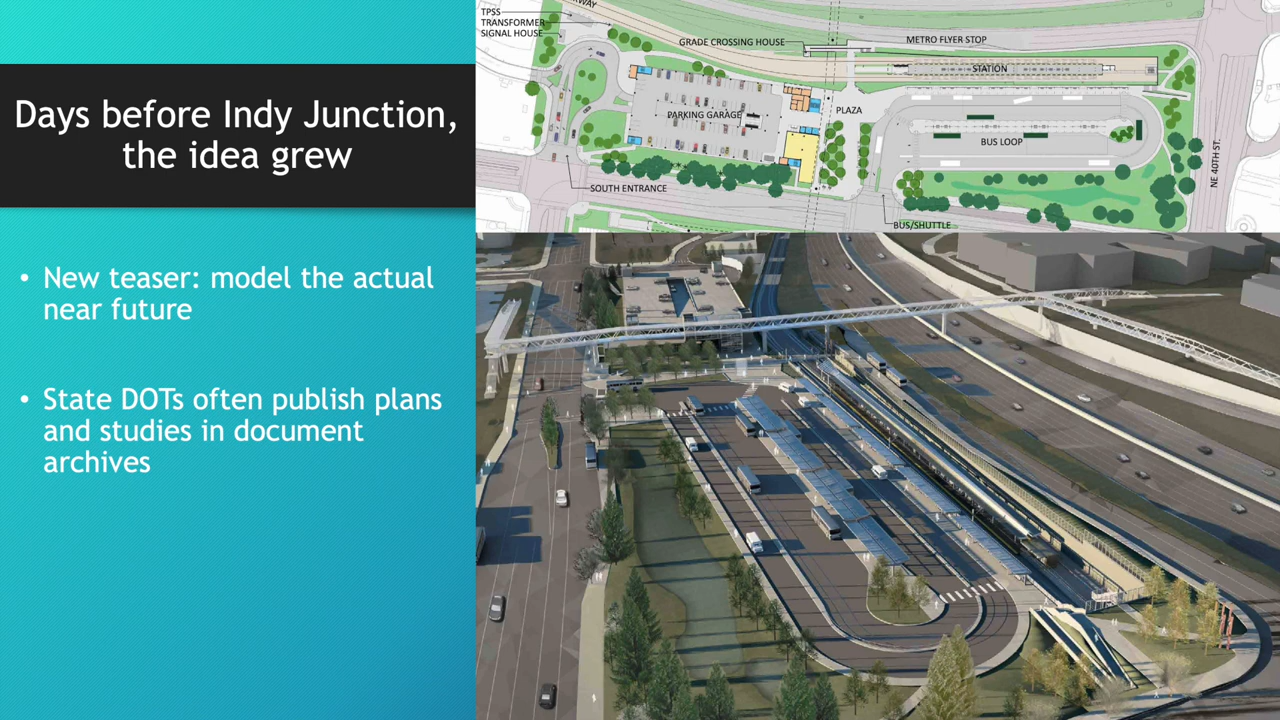 Days before Indy Junction,
the idea grew
• New teaser: model the actual
near future
• State DOTs often publish plans
and studies in document
archives
TPSS
TRANSFORMER
SIGNAL HOUSE
GRADE CROSSING HOUSE
METRO FLYER STOP
STATION
PARKING GARAGE
PLAZA
BUS LOOP
SOUTH ENTRANCE
BUS/SHUTTLE
NE 40TH ST.